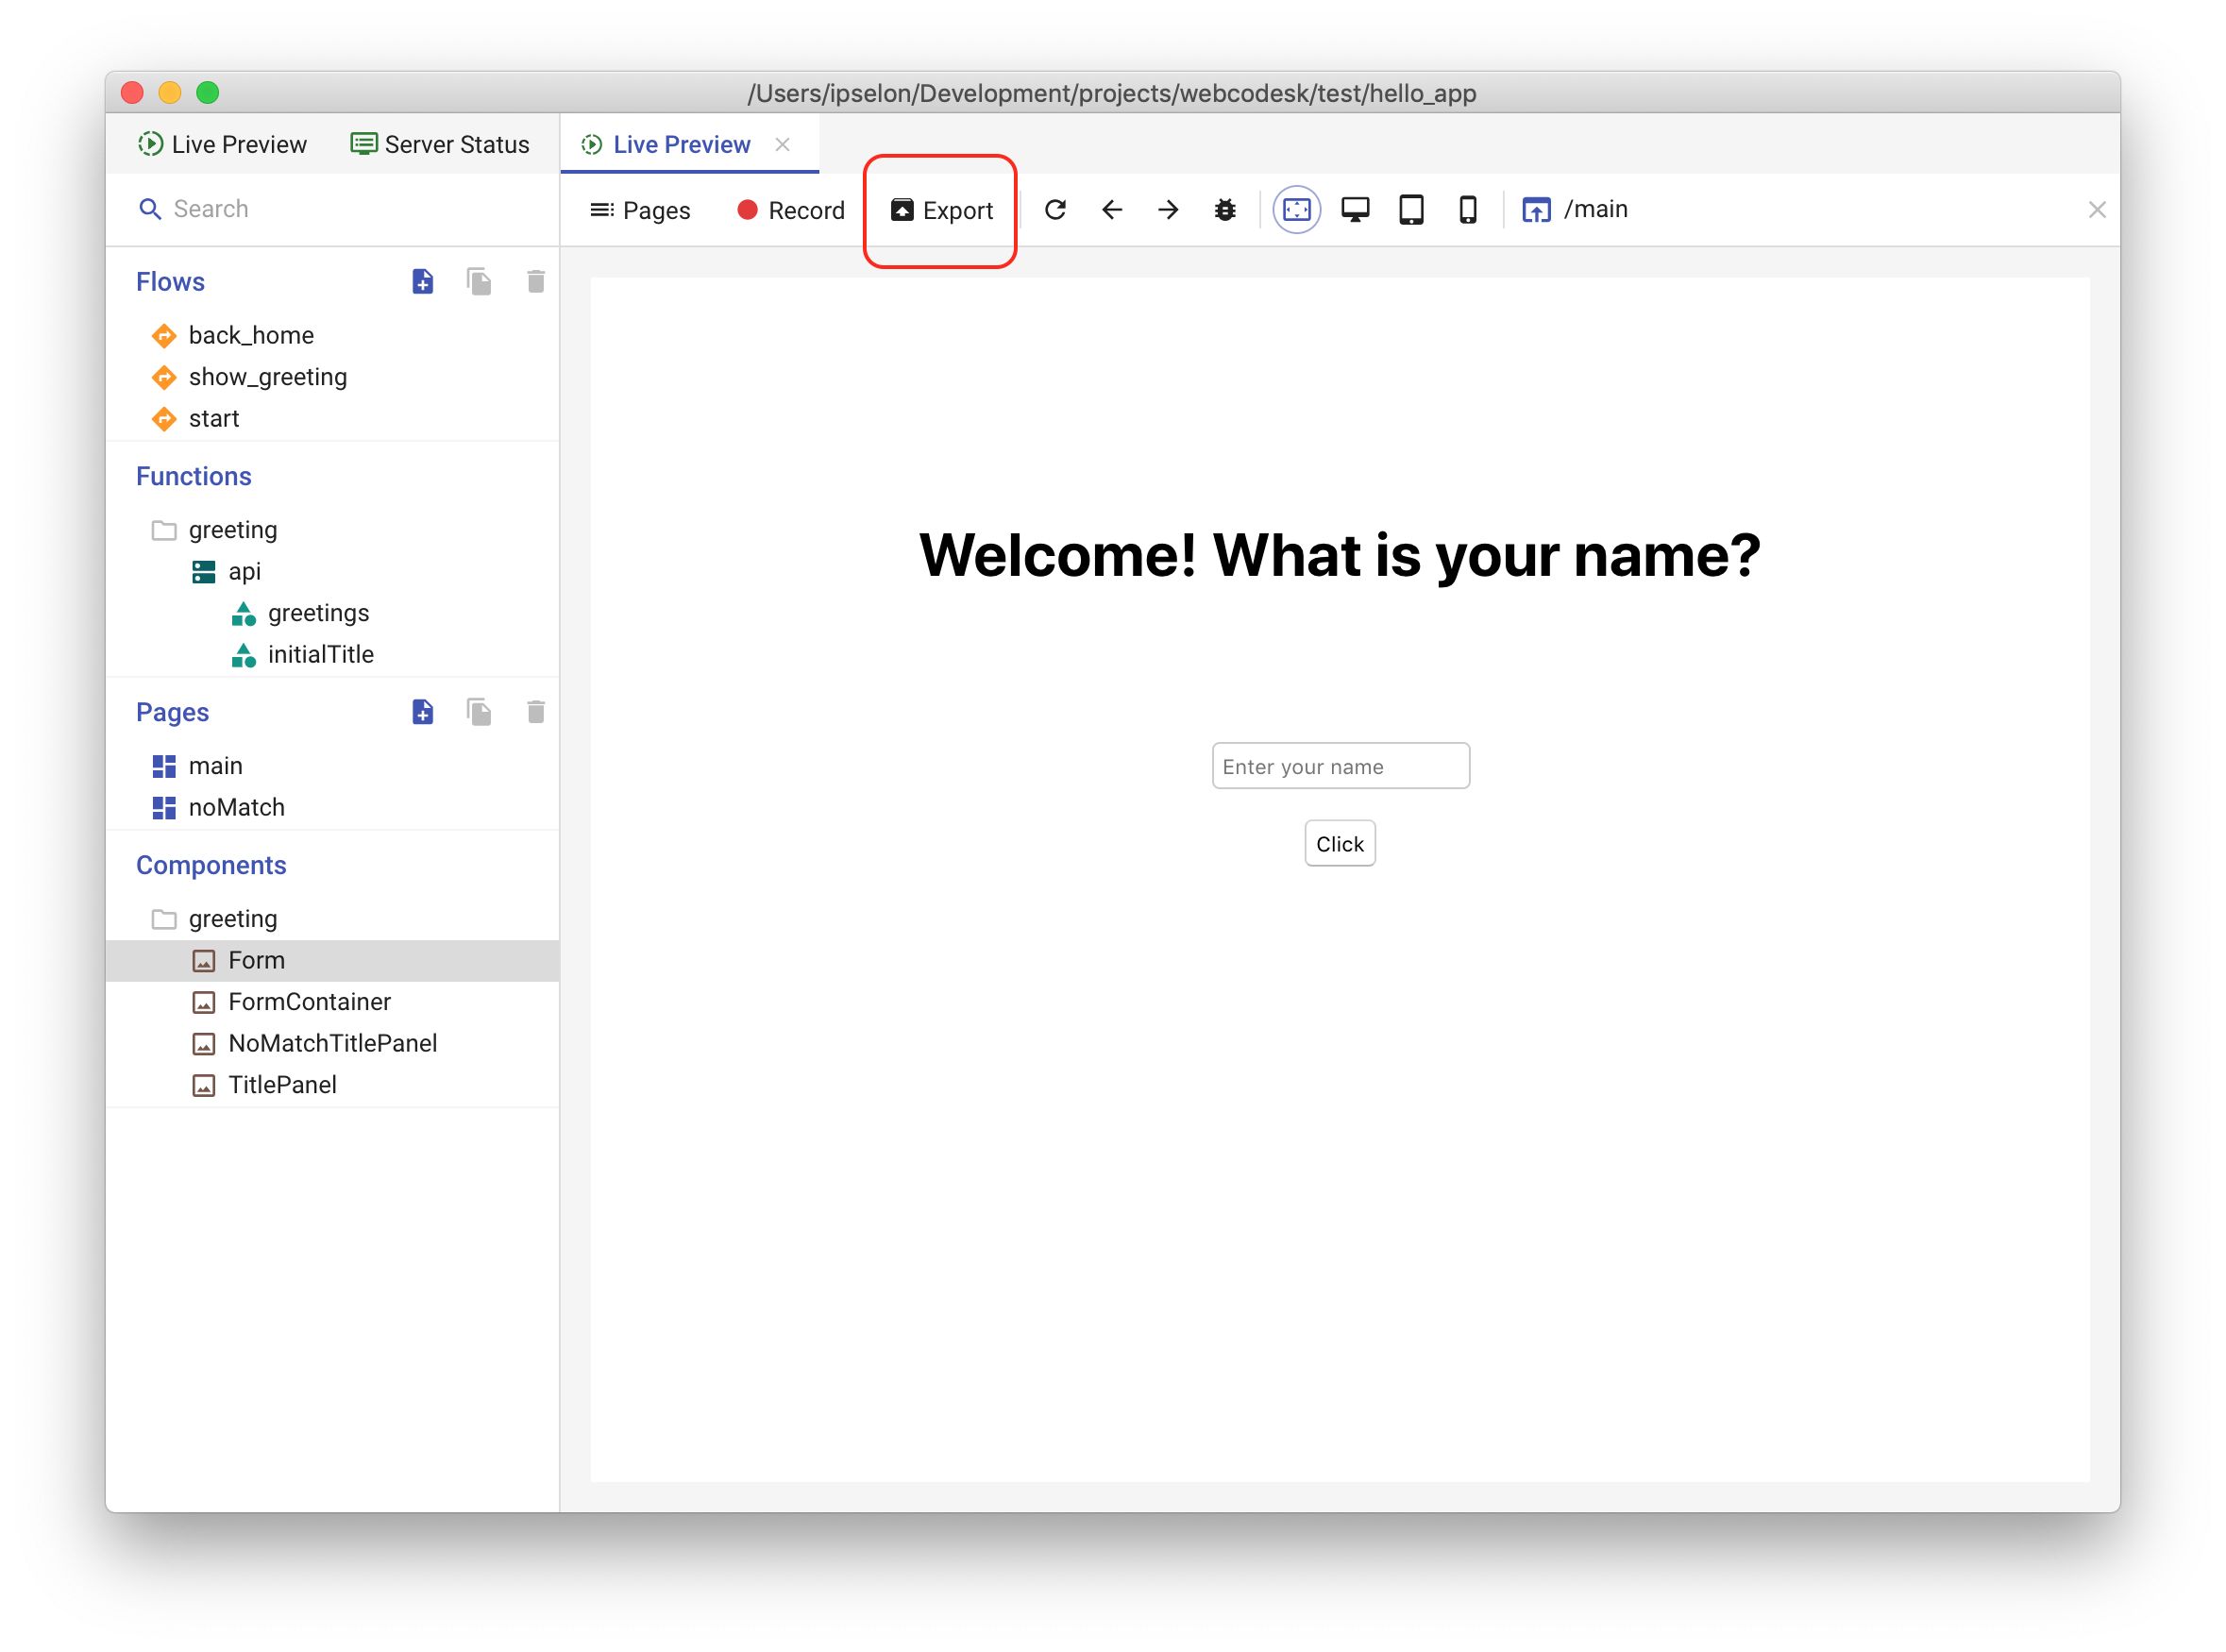 /Users/ipselon/Development/projects/webcodesk/test/hello_app
Live Preview Server Status Live Preview
Search Pages Record Export /main
Flows
back_home
show_greeting
start
Functions
greeting
api
greetings
initialTitle
Pages
main
noMatch
Components
greeting
Form
FormContainer
NoMatchTitlePanel
TitlePanel
Welcome! What is your name?
Enter your name
Click